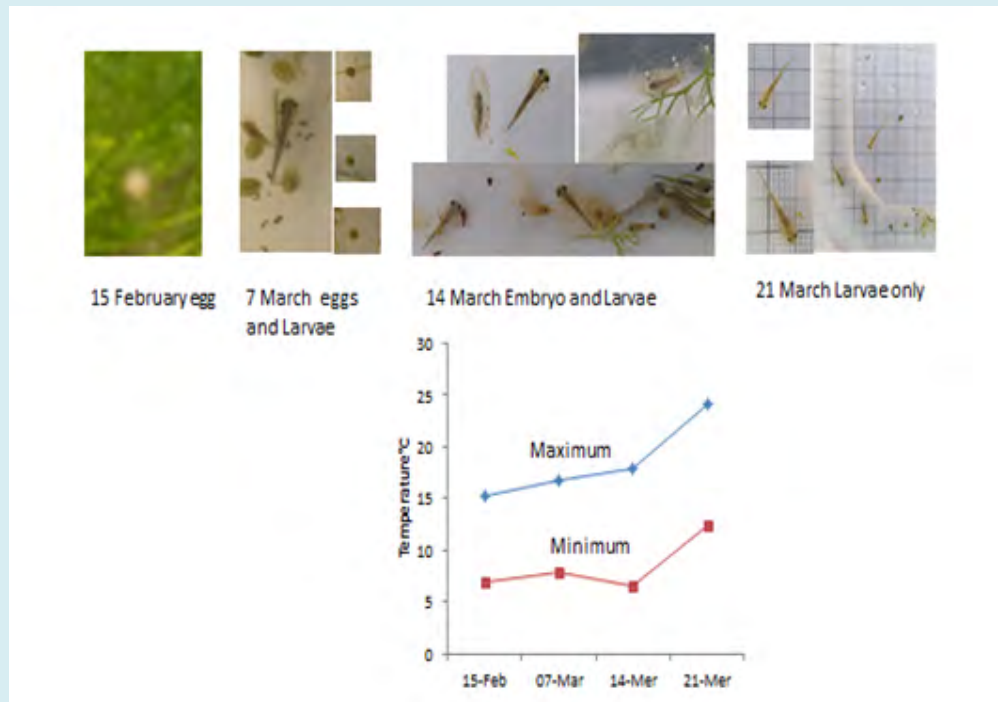 15 February egg
7 March eggs
and Larvae
14 March Embryo and Larvae
21 March Larvae only
30
25
20
15
10
5
0
Temperature°C
Maximum
Minimum
15-Feb
07-Mar
14-Mer
21-Mer